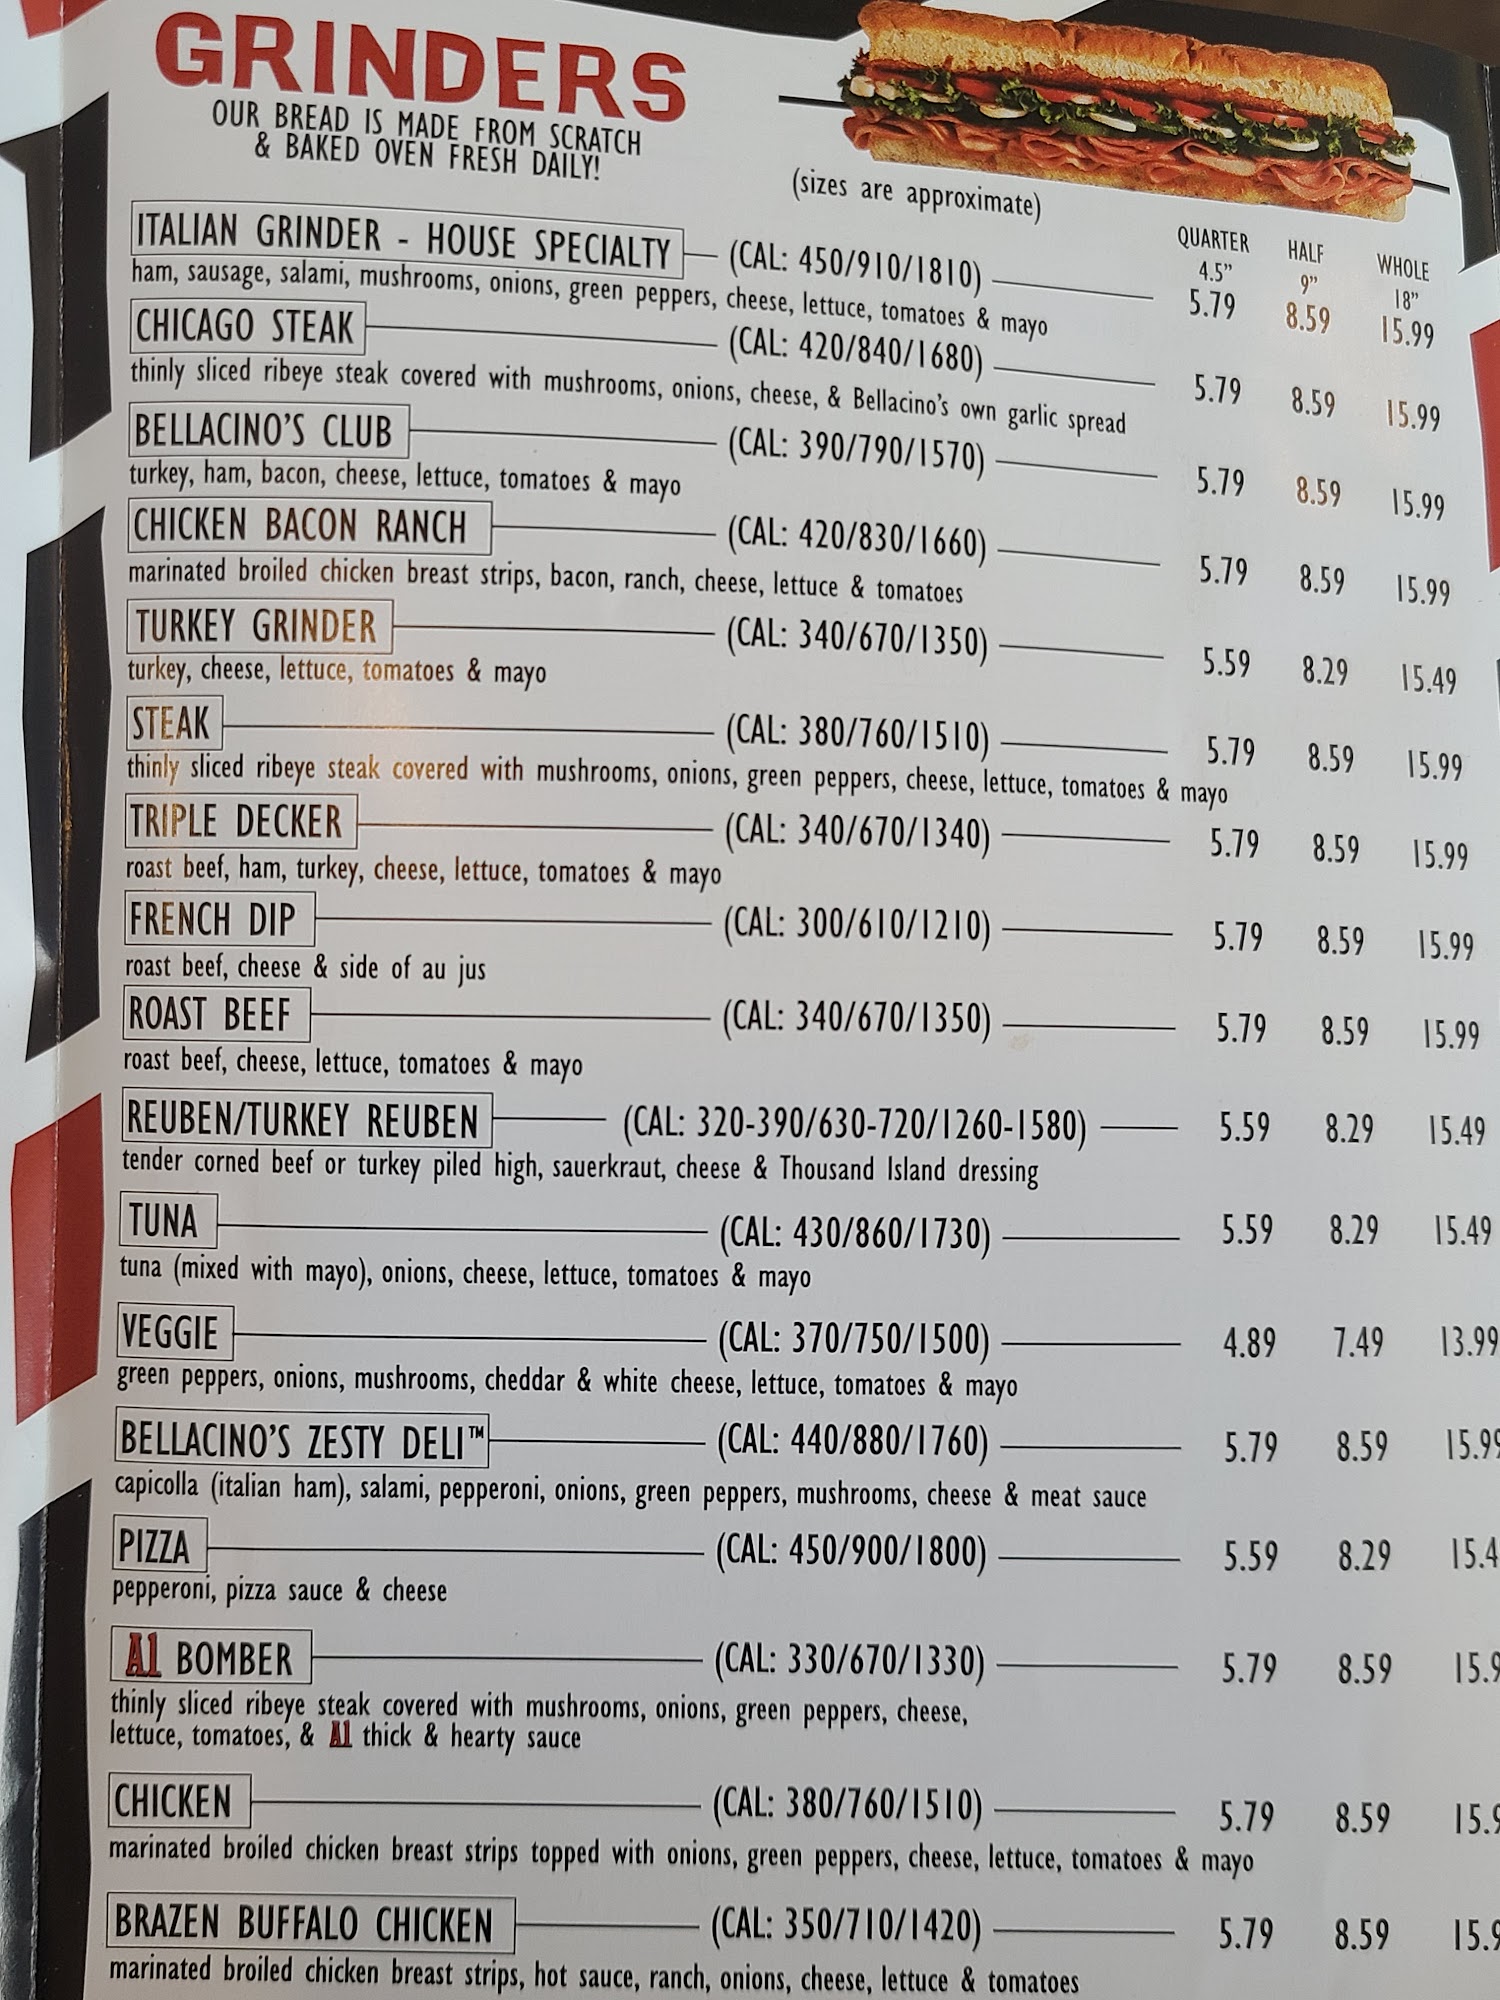 GRINDERS
OUR BREAD IS MADE FROM SCRATCH
& BAKED OVEN FRESH DAILY!
(sizes are approximate)
QUARTER HALF WHOLE
4.5" 9" 18"
ITALIAN GRINDER - HOUSE SPECIALTY (CAL: 450/910/1810) 5.79 8.59 15.99
ham, sausage, salami, mushrooms, onions, green peppers, cheese, lettuce, tomatoes & mayo
CHICAGO STEAK (CAL: 420/840/1680) 5.79 8.59 15.99
thinly sliced ribeye steak covered with mushrooms, onions, cheese, & Bellacino's own garlic spread
BELLACINO'S CLUB (CAL: 390/790/1570) 5.79 8.59 15.99
turkey, ham, bacon, cheese, lettuce, tomatoes & mayo
CHICKEN BACON RANCH (CAL: 420/830/1660) 5.79 8.59 15.99
marinated broiled chicken breast strips, bacon, ranch, cheese, lettuce & tomatoes
TURKEY GRINDER (CAL: 340/670/1350) 5.59 8.29 15.49
turkey, cheese, lettuce, tomatoes & mayo
STEAK (CAL: 380/760/1510) 5.79 8.59 15.99
thinly sliced ribeye steak covered with mushrooms, onions, green peppers, cheese, lettuce, tomatoes & mayo
TRIPLE DECKER (CAL: 340/670/1340) 5.79 8.59 15.99
roast beef, ham, turkey, cheese, lettuce, tomatoes & mayo
FRENCH DIP (CAL: 300/610/1210) 5.79 8.59 15.99
roast beef, cheese & side of au jus
ROAST BEEF (CAL: 340/670/1350) 5.79 8.59 15.99
roast beef, cheese, lettuce, tomatoes & mayo
REUBEN/TURKEY REUBEN (CAL: 320-390/630-720/1260-1580) 5.59 8.29 15.49
tender corned beef or turkey piled high, sauerkraut, cheese & Thousand Island dressing
TUNA (CAL: 430/860/1730) 5.59 8.29 15.49
tuna (mixed with mayo), onions, cheese, lettuce, tomatoes & mayo
VEGGIE (CAL: 370/750/1500) 4.89 7.49 13.99
green peppers, onions, mushrooms, cheddar & white cheese, lettuce, tomatoes & mayo
BELLACINO'S ZESTY DELI™ (CAL: 440/880/1760) 5.79 8.59 15.99
capicolla (italian ham), salami, pepperoni, onions, green peppers, mushrooms, cheese & meat sauce
PIZZA (CAL: 450/900/1800) 5.59 8.29 15.4
pepperoni, pizza sauce & cheese
A1 BOMBER (CAL: 330/670/1330) 5.79 8.59 15.9
thinly sliced ribeye steak covered with mushrooms, onions, green peppers, cheese,
lettuce, tomatoes, & A1 thick & hearty sauce
CHICKEN (CAL: 380/760/1510) 5.79 8.59 15.9
marinated broiled chicken breast strips topped with onions, green peppers, cheese, lettuce, tomatoes & mayo
BRAZEN BUFFALO CHICKEN (CAL: 350/710/1420) 5.79 8.59 15.9
marinated broiled chicken breast strips, hot sauce, ranch, onions, cheese, lettuce & tomatoes